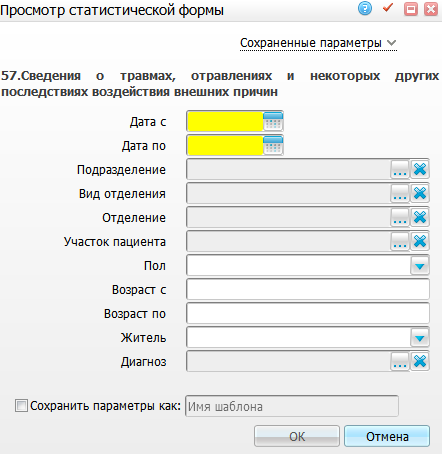 Просмотр статистической формы
Сохраненные параметры
57.Сведения о травмах, отравлениях и некоторых других
последствиях воздействия внешних причин
Дата с
Дата по
Подразделение
Вид отделения
Отделение
Участок пациента
Пол
Возраст с
Возраст по
Житель
Диагноз
Сохранить параметры как: Имя шаблона
OK Отмена